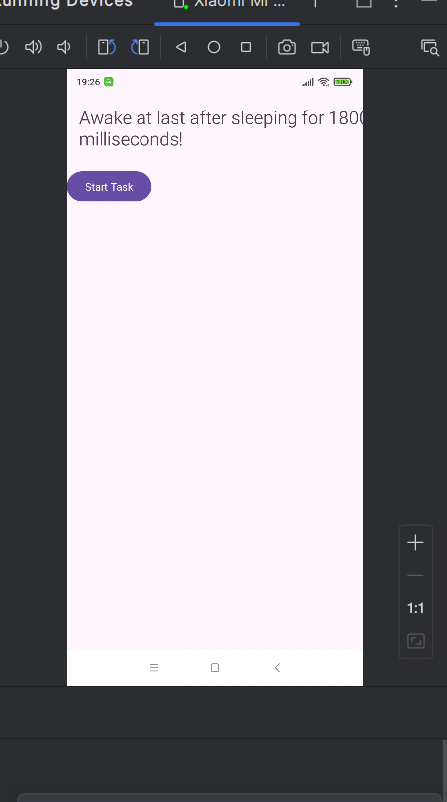 Running Devices
Xiaomi Mi ...
19:26
Awake at last after sleeping for 1800
milliseconds!
Start Task
1:1